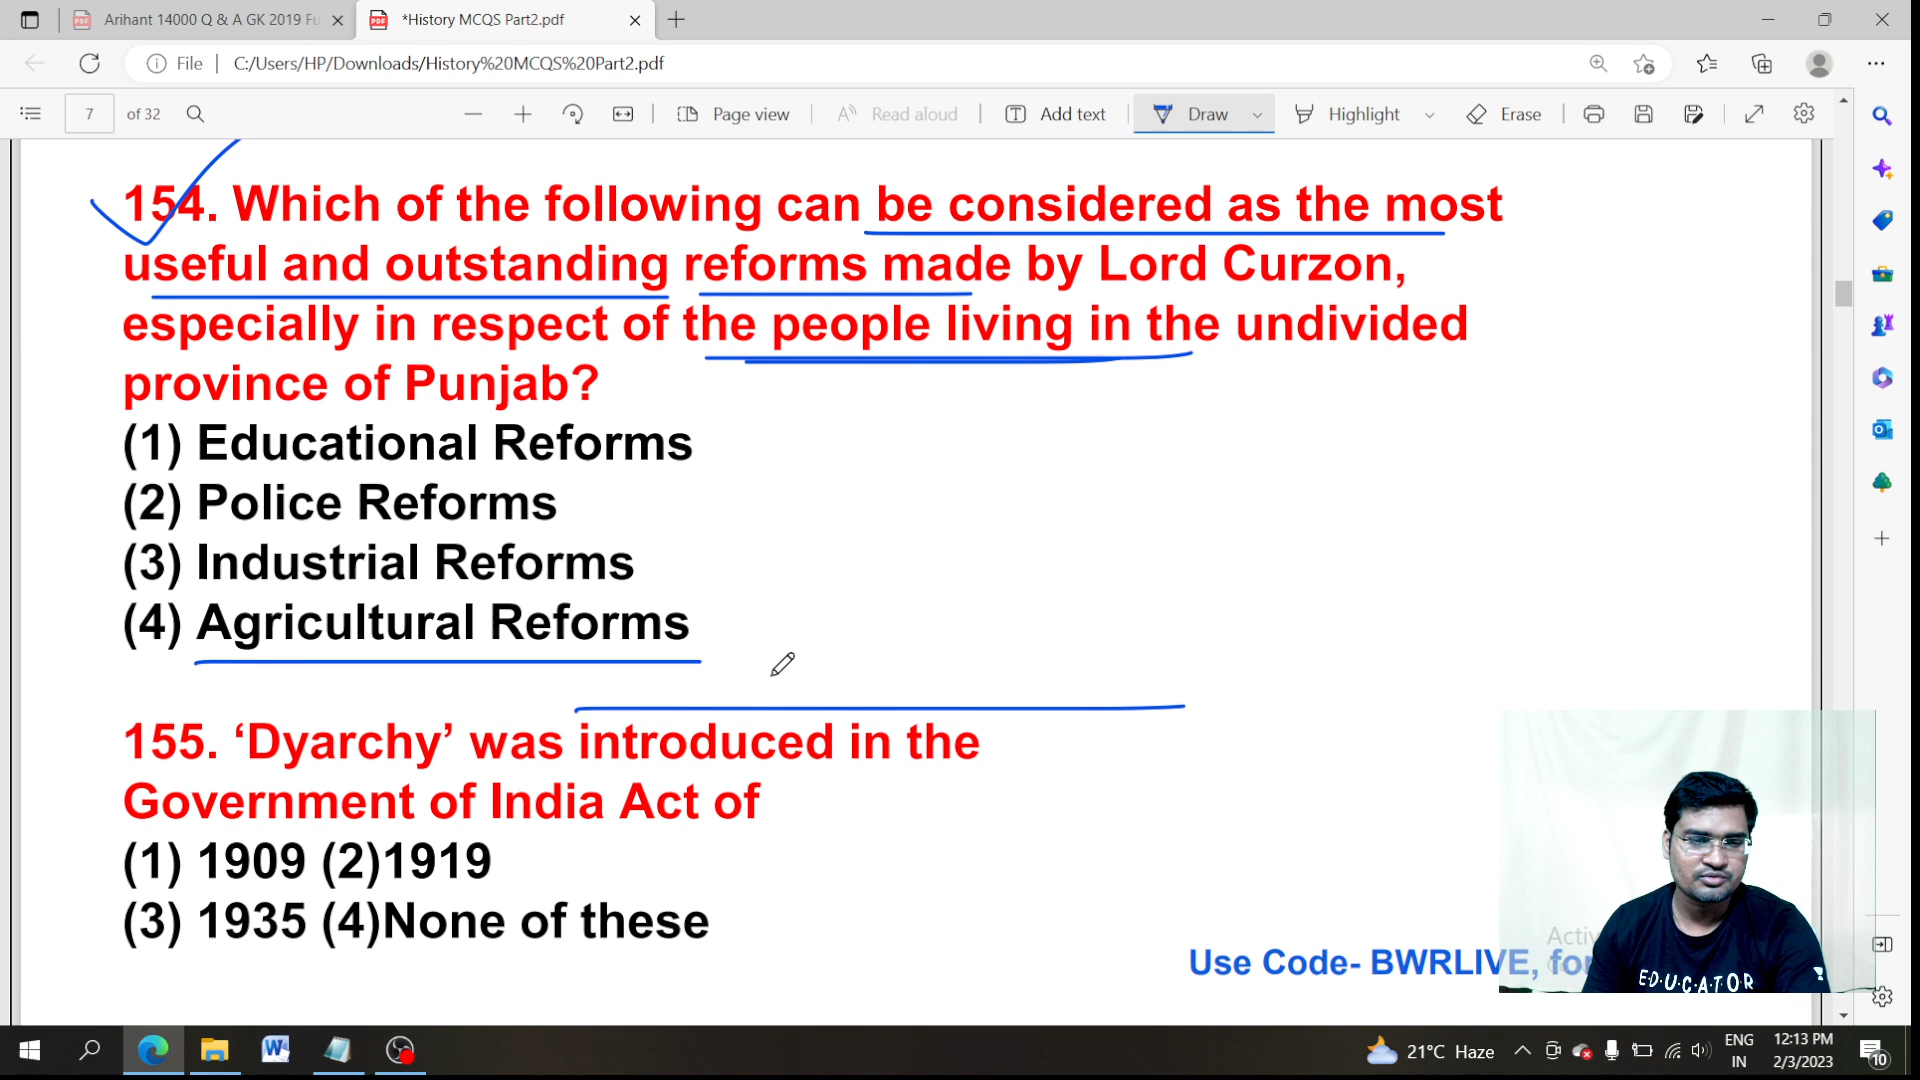 Arihant 14000 Q & A GK 2019 Fu
*History MCQS Part2.pdf
File
C:/Users/HP/Downloads/History%20MCQS%20Part2.pdf
7 of 32
Page view
Read aloud
Add text
Draw
Highlight
Erase
154. Which of the following can be considered as the most
useful and outstanding reforms made by Lord Curzon,
especially in respect of the people living in the undivided
province of Punjab?
(1) Educational Reforms
(2) Police Reforms
(3) Industrial Reforms
(4) Agricultural Reforms
155. ‘Dyarchy’ was introduced in the
Government of India Act of
(1) 1909 (2)1919
(3) 1935 (4)None of these
Use Code- BWRLIVE, for
E·D·U·C·A·T·O·R
21°C Haze
ENG
IN
12:13 PM
2/3/2023
10